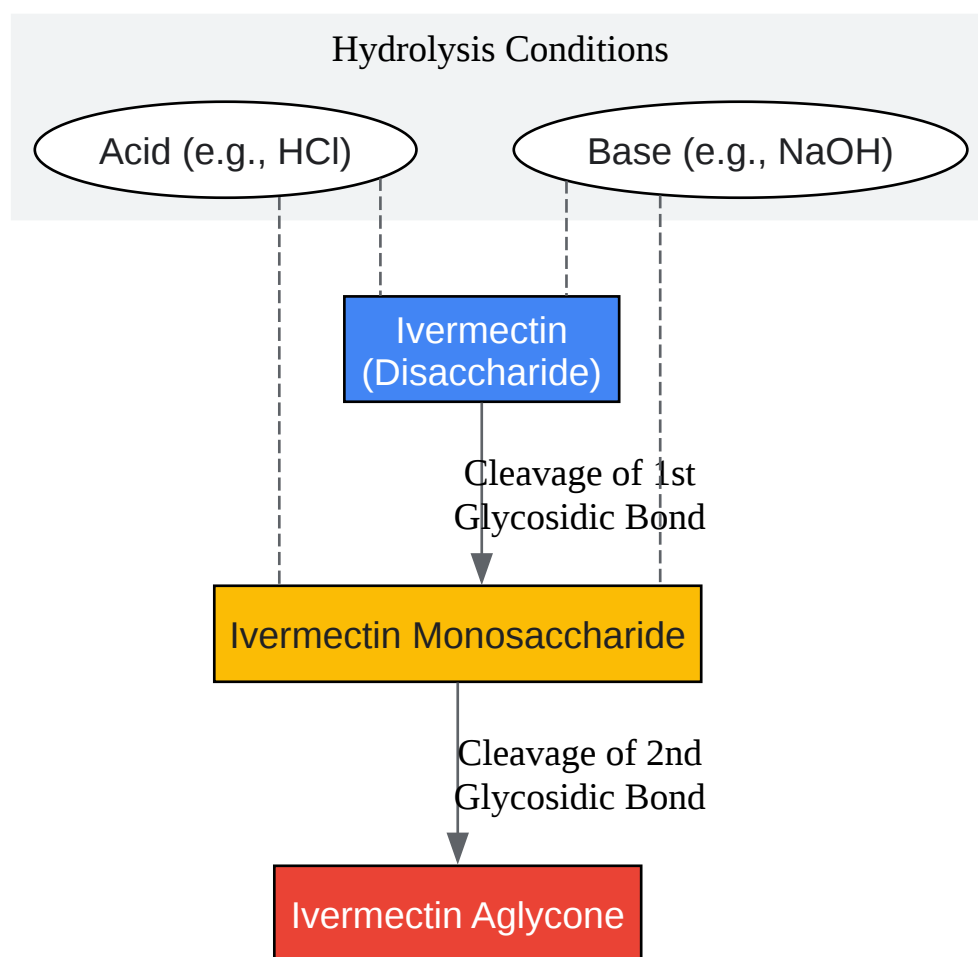 Hydrolysis Conditions
Acid (e.g., HCl)
Base (e.g., NaOH)
Ivermectin
(Disaccharide)
Cleavage of 1st
Glycosidic Bond
Ivermectin Monosaccharide
Cleavage of 2nd
Glycosidic Bond
Ivermectin Aglycone